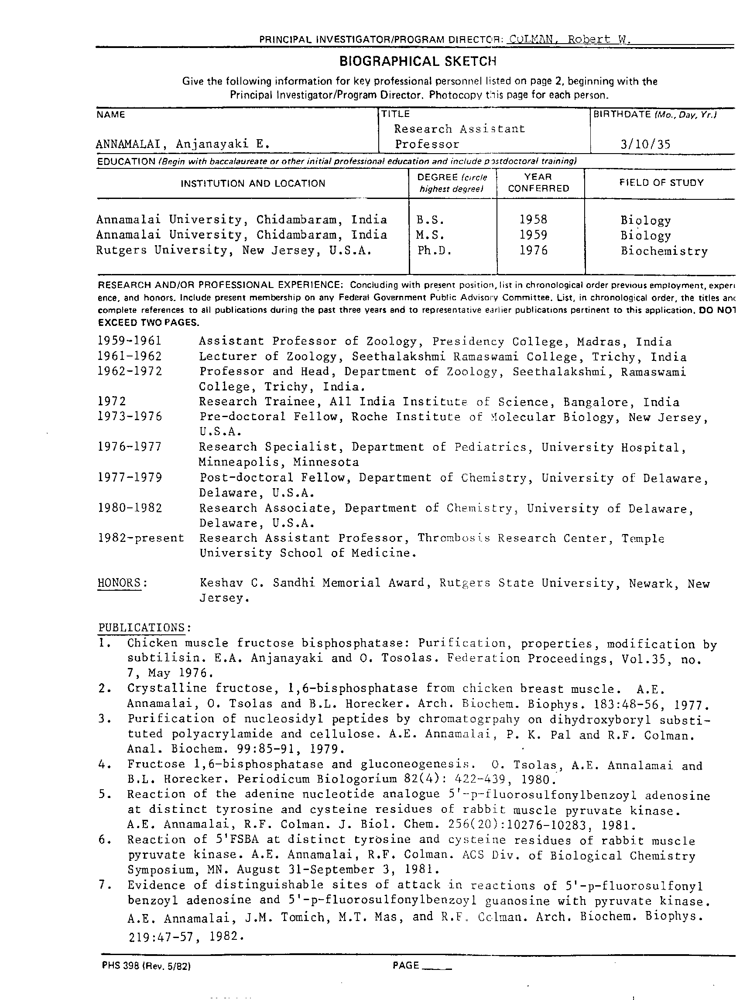 PRINCIPAL INVESTIGATOR/PROGRAM DIRECTOR: COLMAN, Robert W.
BIOGRAPHICAL SKETCH
Give the following information for key professional personnel listed on page 2, beginning with the
Principal Investigator/Program Director. Photocopy this page for each person.
NAME TITLE BIRTHDATE (Mo., Day, Yr.)
Research Assistant
ANNAMALAI, Anjanayaki E. Professor 3/10/35
EDUCATION (Begin with baccalaureate or other initial professional education and include postdoctoral training)
INSTITUTION AND LOCATION DEGREE (circle highest degree) YEAR CONFERRED FIELD OF STUDY
Annamalai University, Chidambaram, India B.S. 1958 Biology
Annamalai University, Chidambaram, India M.S. 1959 Biology
Rutgers University, New Jersey, U.S.A. Ph.D. 1976 Biochemistry
RESEARCH AND/OR PROFESSIONAL EXPERIENCE: Concluding with present position, list in chronological order previous employment, experi
ence, and honors. Include present membership on any Federal Government Public Advisory Committee. List, in chronological order, the titles and
complete references to all publications during the past three years and to representative earlier publications pertinent to this application. DO NOT
EXCEED TWO PAGES.
1959-1961 Assistant Professor of Zoology, Presidency College, Madras, India
1961-1962 Lecturer of Zoology, Seethalakshmi Ramaswami College, Trichy, India
1962-1972 Professor and Head, Department of Zoology, Seethalakshmi, Ramaswami
College, Trichy, India.
1972 Research Trainee, All India Institute of Science, Bangalore, India
1973-1976 Pre-doctoral Fellow, Roche Institute of Molecular Biology, New Jersey,
U.S.A.
1976-1977 Research Specialist, Department of Pediatrics, University Hospital,
Minneapolis, Minnesota
1977-1979 Post-doctoral Fellow, Department of Chemistry, University of Delaware,
Delaware, U.S.A.
1980-1982 Research Associate, Department of Chemistry, University of Delaware,
Delaware, U.S.A.
1982-present Research Assistant Professor, Thrombosis Research Center, Temple
University School of Medicine.
HONORS: Keshav C. Sandhi Memorial Award, Rutgers State University, Newark, New
Jersey.
PUBLICATIONS:
1. Chicken muscle fructose bisphosphatase: Purification, properties, modification by
subtilisin. E.A. Anjanayaki and O. Tosolas. Federation Proceedings, Vol.35, no.
7, May 1976.
2. Crystalline fructose, 1,6-bisphosphatase from chicken breast muscle. A.E.
Annamalai, O. Tsolas and B.L. Horecker. Arch. Biochem. Biophys. 183:48-56, 1977.
3. Purification of nucleosidyl peptides by chromatogrpahy on dihydroxyboryl substi-
tuted polyacrylamide and cellulose. A.E. Annamalai, P. K. Pal and R.F. Colman.
Anal. Biochem. 99:85-91, 1979.
4. Fructose 1,6-bisphosphatase and gluconeogenesis. O. Tsolas, A.E. Annalamai and
B.L. Horecker. Periodicum Biologorium 82(4): 422-439, 1980.
5. Reaction of the adenine nucleotide analogue 5'-p-fluorosulfonylbenzoyl adenosine
at distinct tyrosine and cysteine residues of rabbit muscle pyruvate kinase.
A.E. Annamalai, R.F. Colman. J. Biol. Chem. 256(20):10276-10283, 1981.
6. Reaction of 5'FSBA at distinct tyrosine and cysteine residues of rabbit muscle
pyruvate kinase. A.E. Annamalai, R.F. Colman. ACS Div. of Biological Chemistry
Symposium, MN. August 31-September 3, 1981.
7. Evidence of distinguishable sites of attack in reactions of 5'-p-fluorosulfonyl
benzoyl adenosine and 5'-p-fluorosulfonylbenzoyl guanosine with pyruvate kinase.
A.E. Annamalai, J.M. Tomich, M.T. Mas, and R.F. Colman. Arch. Biochem. Biophys.
219:47-57, 1982.
PHS 398 (Rev. 5/82) PAGE